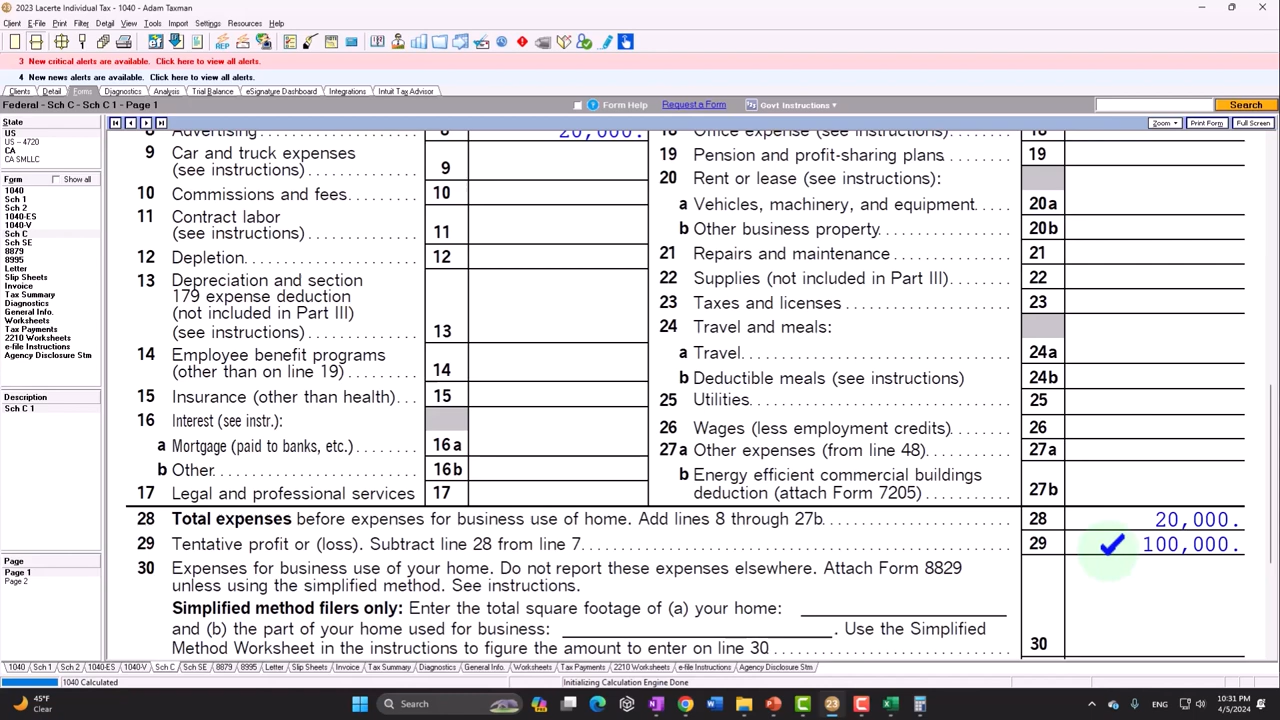 2023 Lacerte Individual Tax - 1040 - Adam Taxman
Client E-File Print Filter Detail View Tools Import Settings Resources Help
3 New critical alerts are available. Click here to view all alerts.
4 New news alerts are available. Click here to view all alerts.
Clients Detail Forms Diagnostics Analysis Trial Balance eSignature Dashboard Integrations Intuit Tax Advisor
Federal - Sch C - Sch C 1 - Page 1
Form Help Request a Form Govt Instructions Search
Zoom Print Form Full Screen
State
US
US - 4720
CA
CA SMLLC
Form Show all
1040
Sch 1
Sch 2
1040-ES
1040-V
Sch C
Sch SE
8879
8995
Letter
Slip Sheets
Invoice
Tax Summary
Diagnostics
General Info.
Worksheets
Tax Payments
2210 Worksheets
e-file Instructions
Agency Disclosure Stm
Description
Sch C 1
Page
Page 1
Page 2
8 Advertising 8 20,000.
9 Car and truck expenses
(see instructions) 9
10 Commissions and fees 10
11 Contract labor
(see instructions) 11
12 Depletion 12
13 Depreciation and section
179 expense deduction
(not included in Part III)
(see instructions) 13
14 Employee benefit programs
(other than on line 19) 14
15 Insurance (other than health) 15
16 Interest (see instr.):
a Mortgage (paid to banks, etc.) 16a
b Other 16b
17 Legal and professional services 17
18 Office expense (see instructions) 18
19 Pension and profit-sharing plans 19
20 Rent or lease (see instructions):
a Vehicles, machinery, and equipment 20a
b Other business property 20b
21 Repairs and maintenance 21
22 Supplies (not included in Part III) 22
23 Taxes and licenses 23
24 Travel and meals:
a Travel 24a
b Deductible meals (see instructions) 24b
25 Utilities 25
26 Wages (less employment credits) 26
27a Other expenses (from line 48) 27a
b Energy efficient commercial buildings
deduction (attach Form 7205) 27b
28 Total expenses before expenses for business use of home. Add lines 8 through 27b 28 20,000.
29 Tentative profit or (loss). Subtract line 28 from line 7 29 100,000.
30 Expenses for business use of your home. Do not report these expenses elsewhere. Attach Form 8829
unless using the simplified method. See instructions.
Simplified method filers only: Enter the total square footage of (a) your home:
and (b) the part of your home used for business: . Use the Simplified
Method Worksheet in the instructions to figure the amount to enter on line 30 30
1040 Sch 1 Sch 2 1040-ES 1040-V Sch C Sch SE 8879 8995 Letter Slip Sheets Invoice Tax Summary Diagnostics General Info. Worksheets Tax Payments 2210 Worksheets e-file Instructions Agency Disclosure Stm
1040 Calculated Initializing Calculation Engine Done
45°F
Clear
Search
10:31 PM
4/5/2024